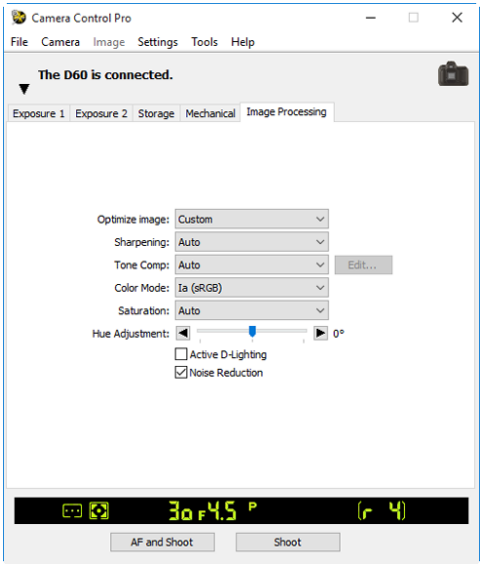 Camera Control Pro
File Camera Image Settings Tools Help
The D60 is connected.
Exposure 1 Exposure 2 Storage Mechanical Image Processing
Optimize image: Custom
Sharpening: Auto
Tone Comp: Auto Edit...
Color Mode: Ia (sRGB)
Saturation: Auto
Hue Adjustment: 0°
Active D-Lighting
Noise Reduction
30 F4.5 P (r 4)
AF and Shoot Shoot